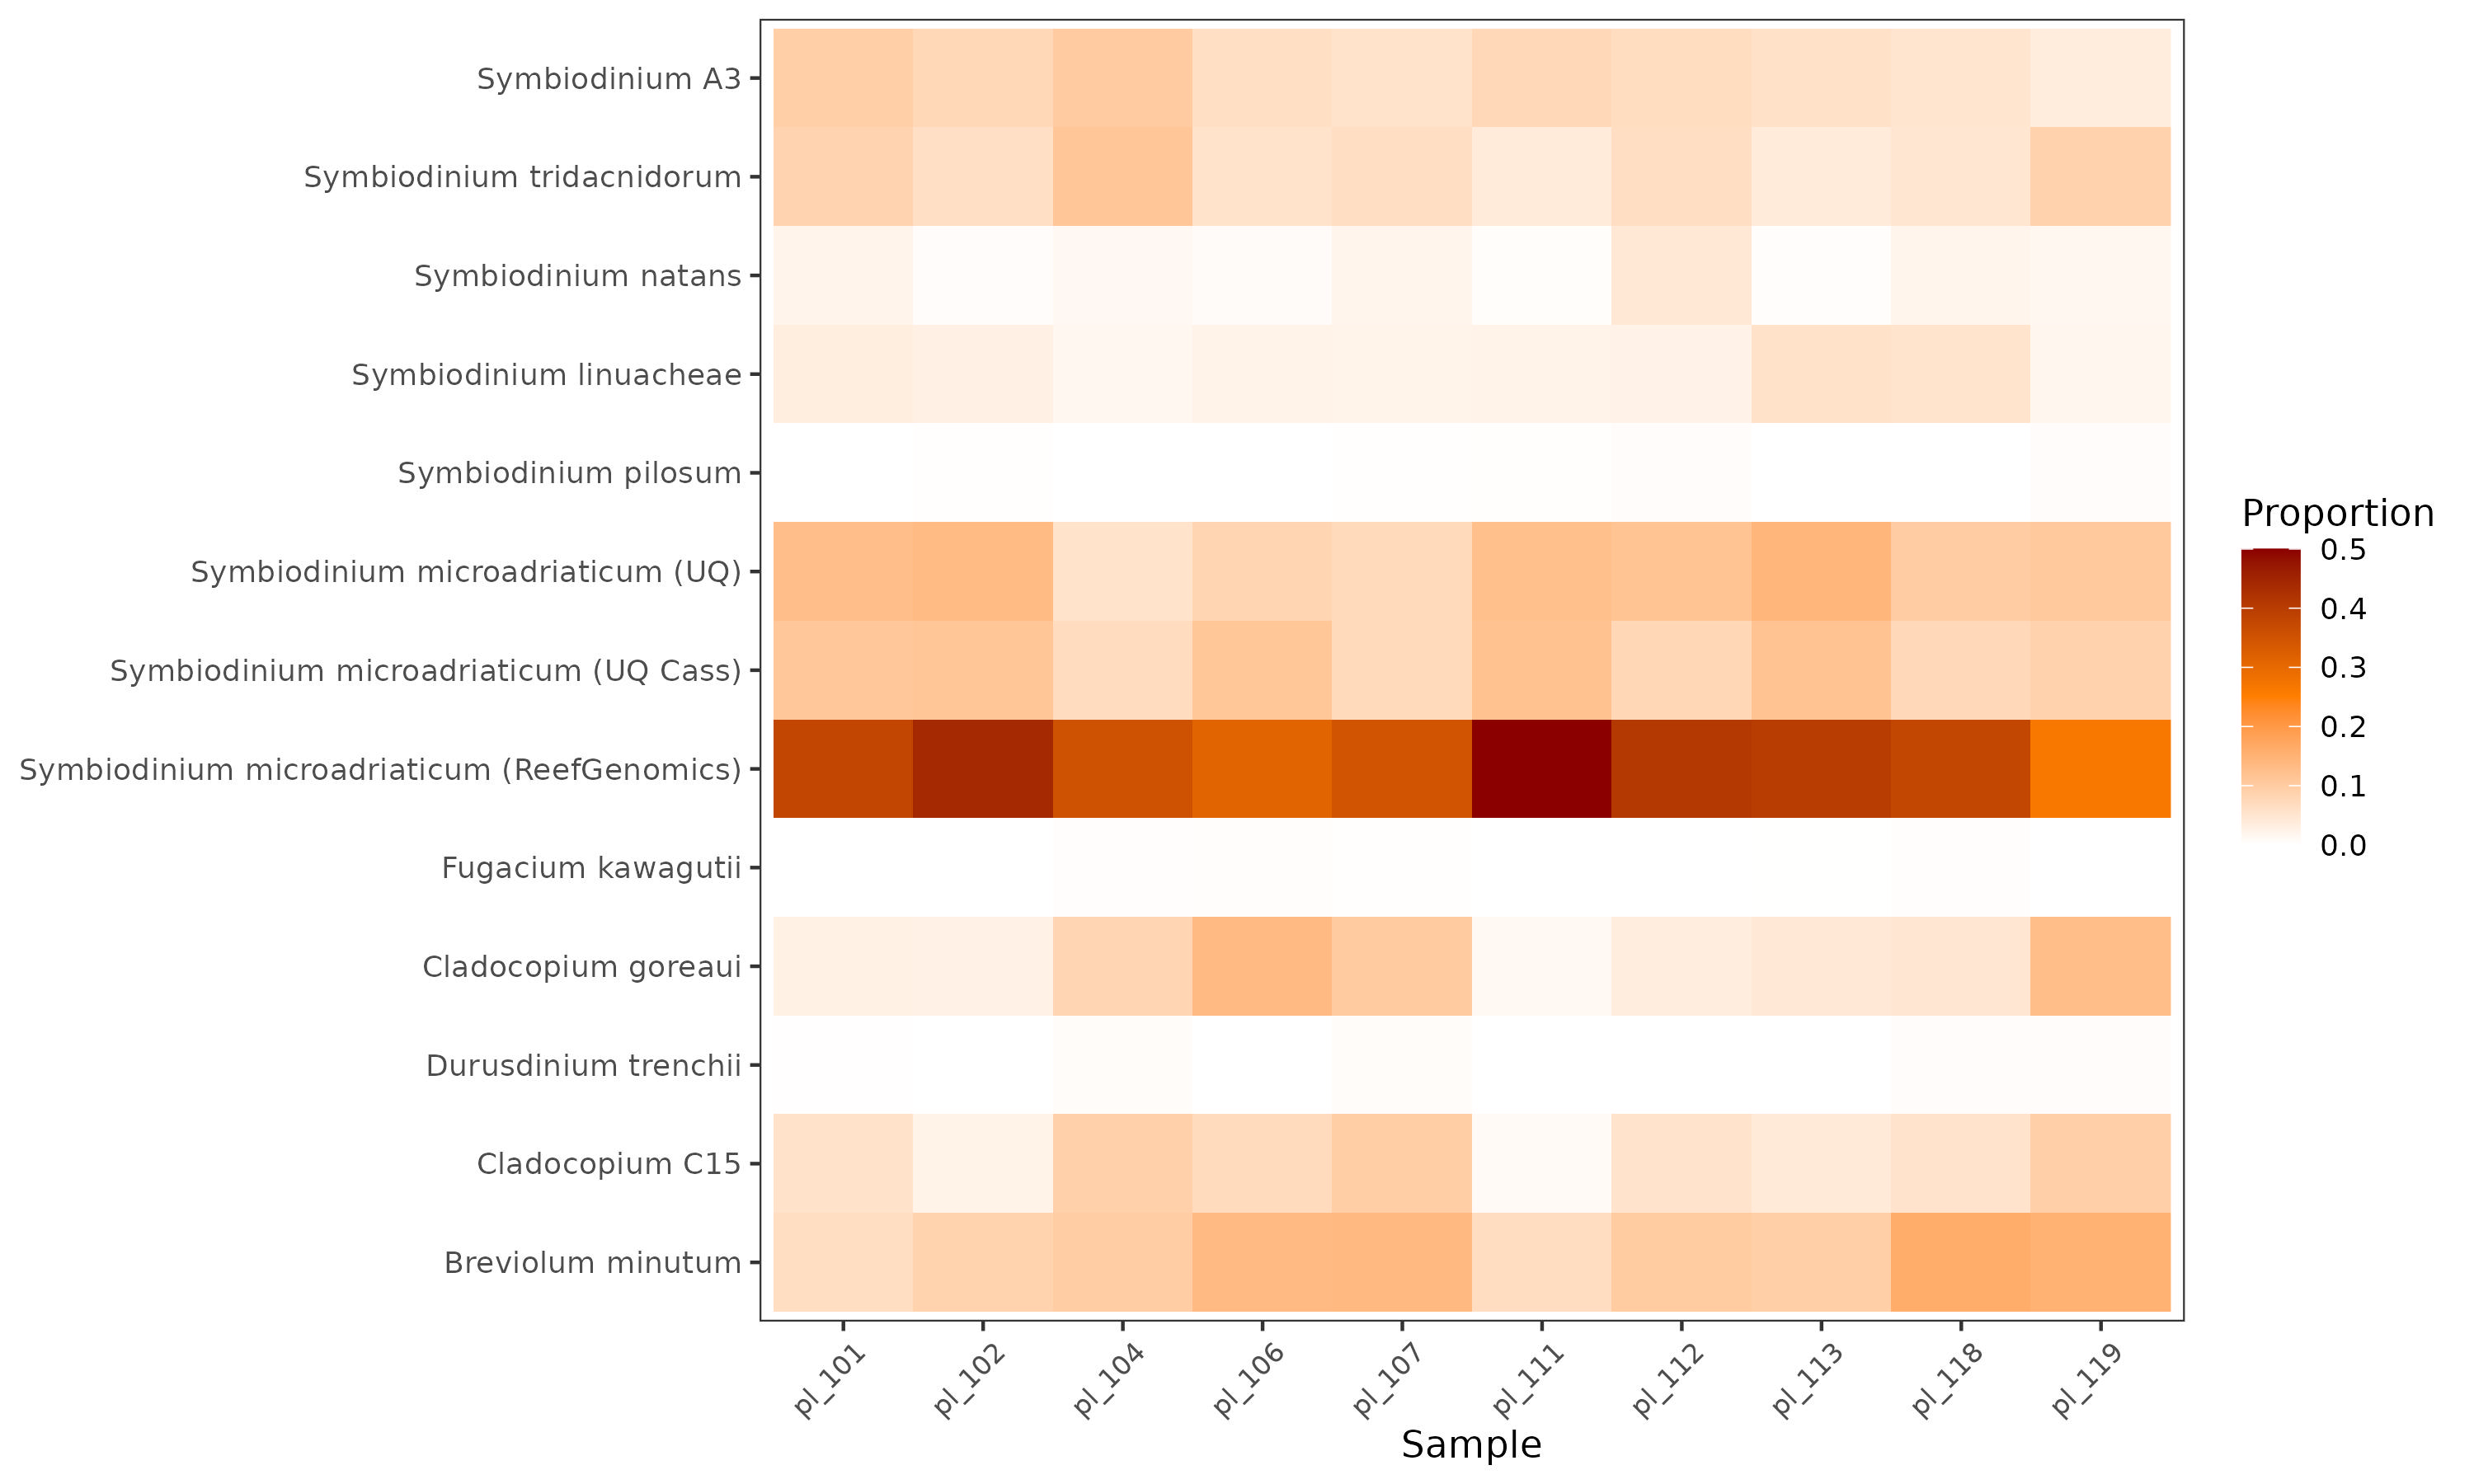 Symbiodinium A3
Symbiodinium tridacnidorum
Symbiodinium natans
Symbiodinium linuacheae
Symbiodinium pilosum
Symbiodinium microadriaticum (UQ)
Symbiodinium microadriaticum (UQ Cass)
Symbiodinium microadriaticum (ReefGenomics)
Fugacium kawagutii
Cladocopium goreaui
Durusdinium trenchii
Cladocopium C15
Breviolum minutum
pl_101
pl_102
pl_104
pl_106
pl_107
pl_111
pl_112
pl_113
pl_118
pl_119
Sample
Proportion
0.5
0.4
0.3
0.2
0.1
0.0